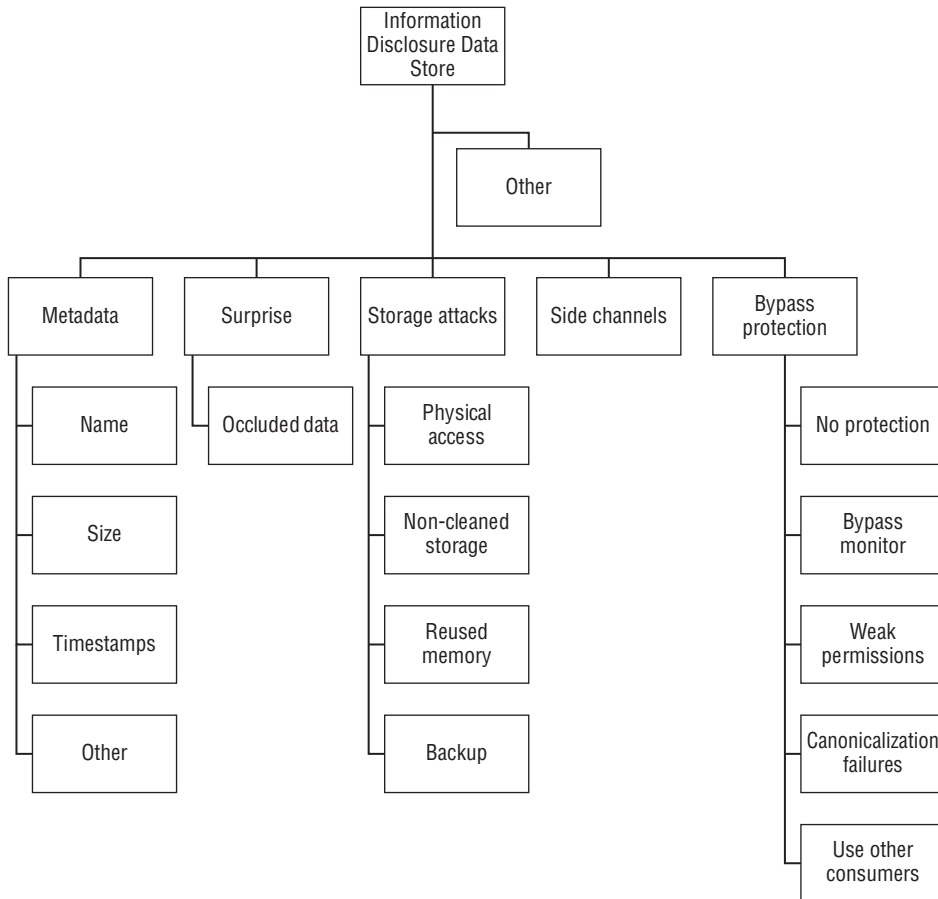 Information
Disclosure Data
Store
Other
Metadata
Surprise
Storage attacks
Side channels
Bypass
protection
Name
Occluded data
Physical
access
No protection
Size
Non-cleaned
storage
Bypass
monitor
Timestamps
Reused
memory
Weak
permissions
Other
Backup
Canonicalization
failures
Use other
consumers